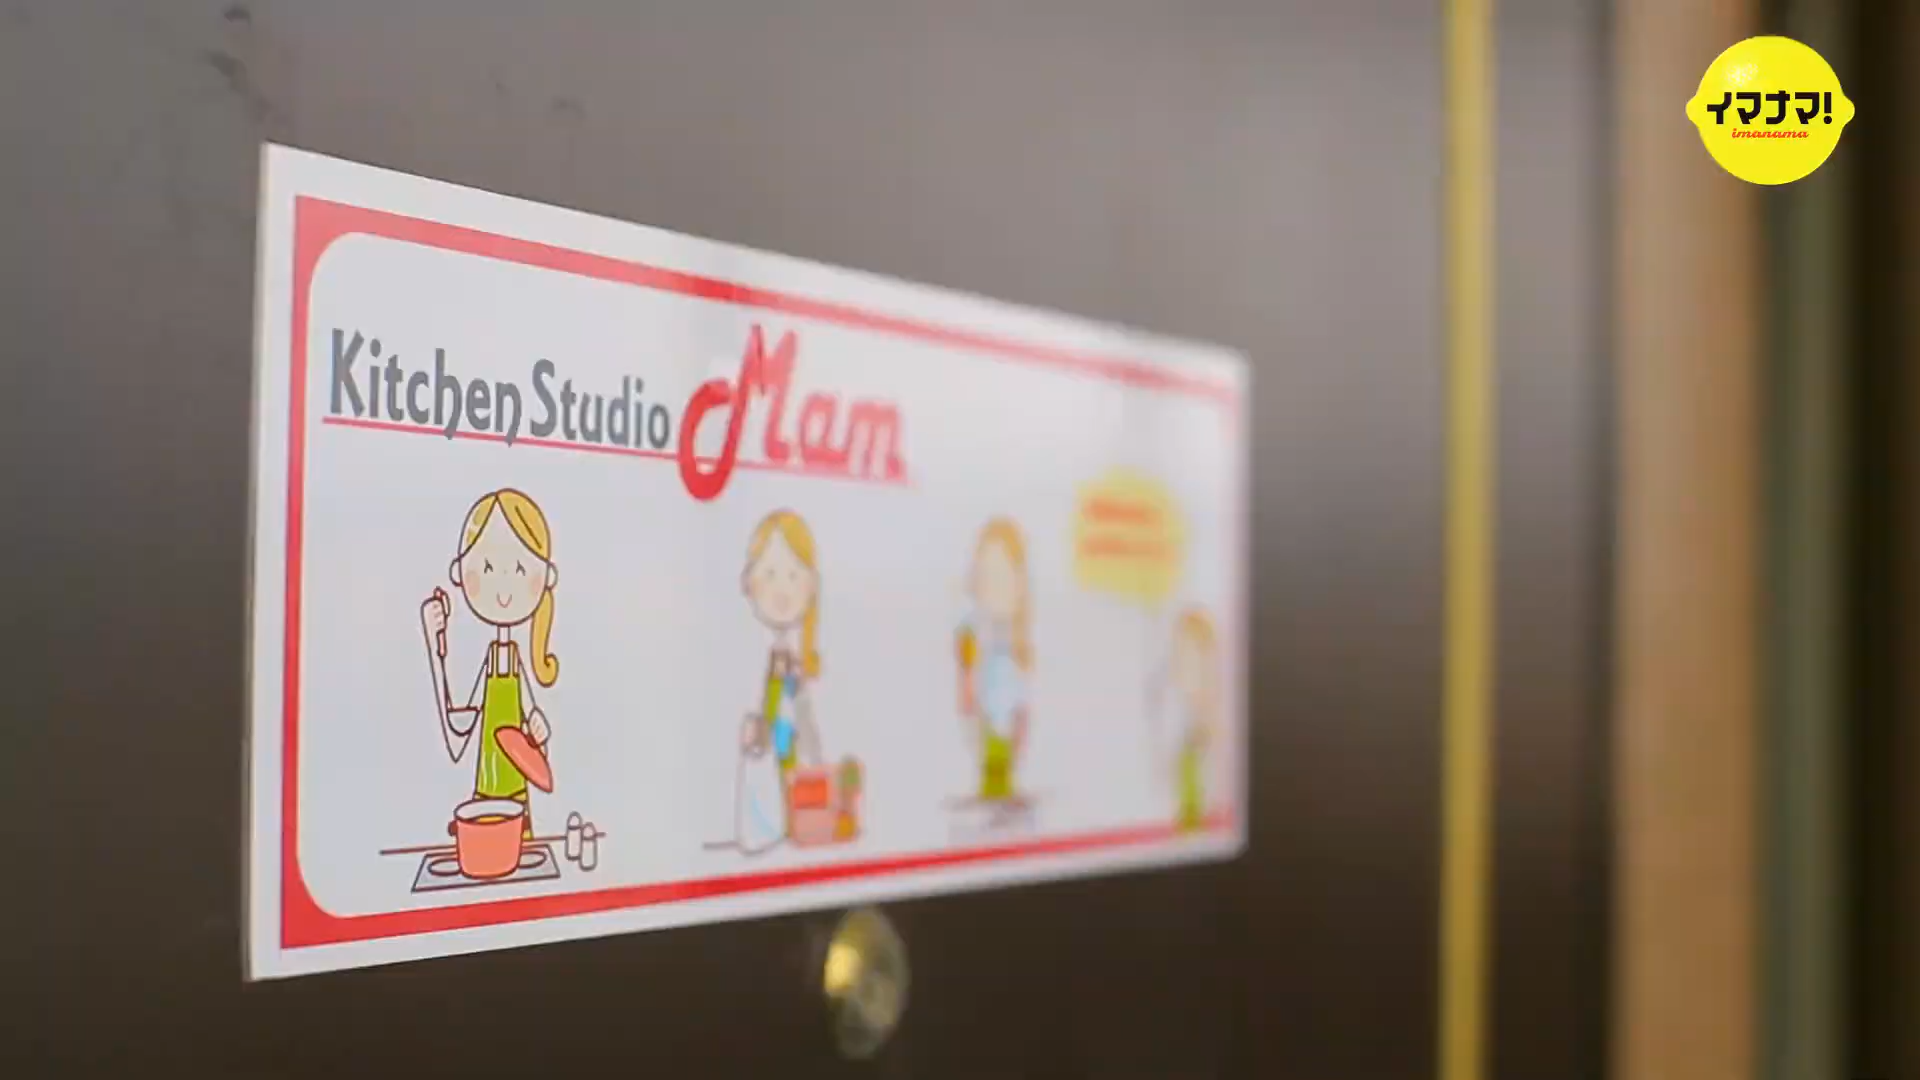 イマナマ!
imanama
Kitchen Studio Mam